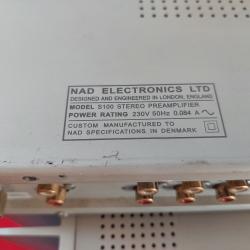 NAD ELECTRONICS LTD
DESIGNED AND ENGINEERED IN LONDON, ENGLAND
MODEL S100 STEREO PREAMPLIFIER
POWER RATING 230V 50Hz 0.084 A
CUSTOM MANUFACTURED TO
NAD SPECIFICATIONS IN DENMARK